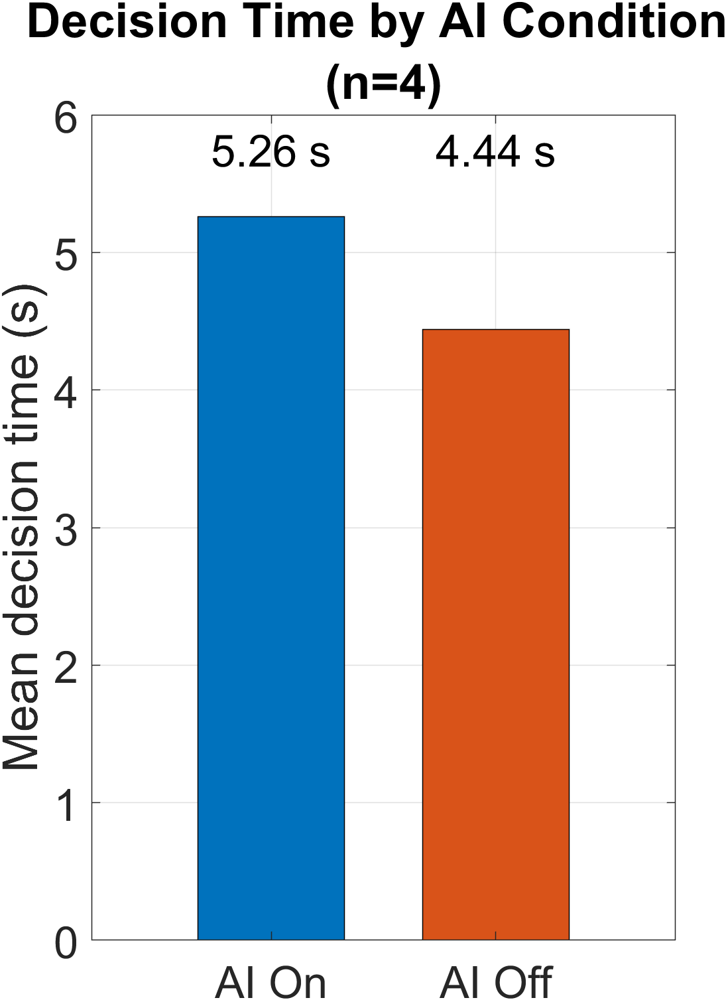 Decision Time by AI Condition
(n=4)
6
5.26 s 4.44 s
5
4
3
2
1
0
Mean decision time (s)
AI On AI Off